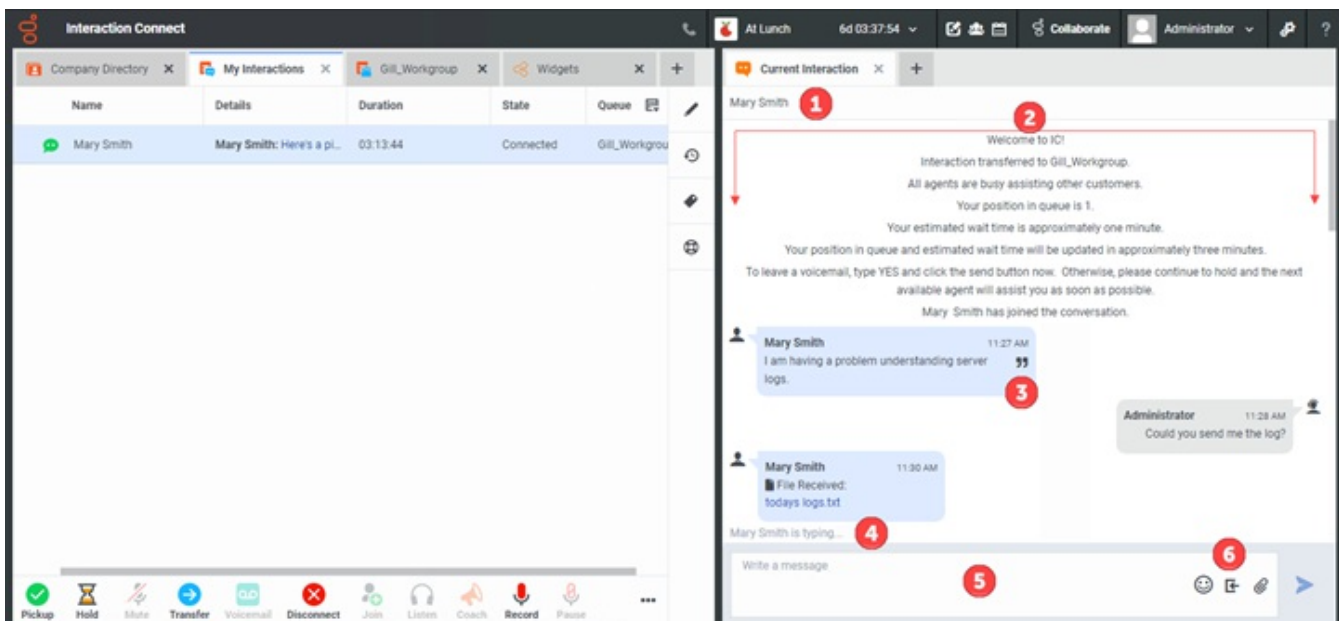 Interaction Connect
At Lunch
6d 03:37:54
Collaborate
Administrator
?
Company Directory
My Interactions
Gill_Workgroup
Widgets
Current Interaction
Name
Details
Duration
State
Queue
Mary Smith
1
Mary Smith
Mary Smith: Here's a pi...
03:13:44
Connected
Gill_Workgrou
2
Welcome to IC!
Interaction transferred to Gill_Workgroup.
All agents are busy assisting other customers.
Your position in queue is 1.
Your estimated wait time is approximately one minute.
Your position in queue and estimated wait time will be updated in approximately three minutes.
To leave a voicemail, type YES and click the send button now. Otherwise, please continue to hold and the next
available agent will assist you as soon as possible.
Mary Smith has joined the conversation.
Mary Smith 11:27 AM
I am having a problem understanding server
logs.
3
Administrator 11:28 AM
Could you send me the log?
Mary Smith 11:30 AM
File Received:
todays logs.txt
Mary Smith is typing...
4
Write a message
5
6
Pickup
Hold
Mute
Transfer
Voicemail
Disconnect
Join
Listen
Coach
Record
Pause